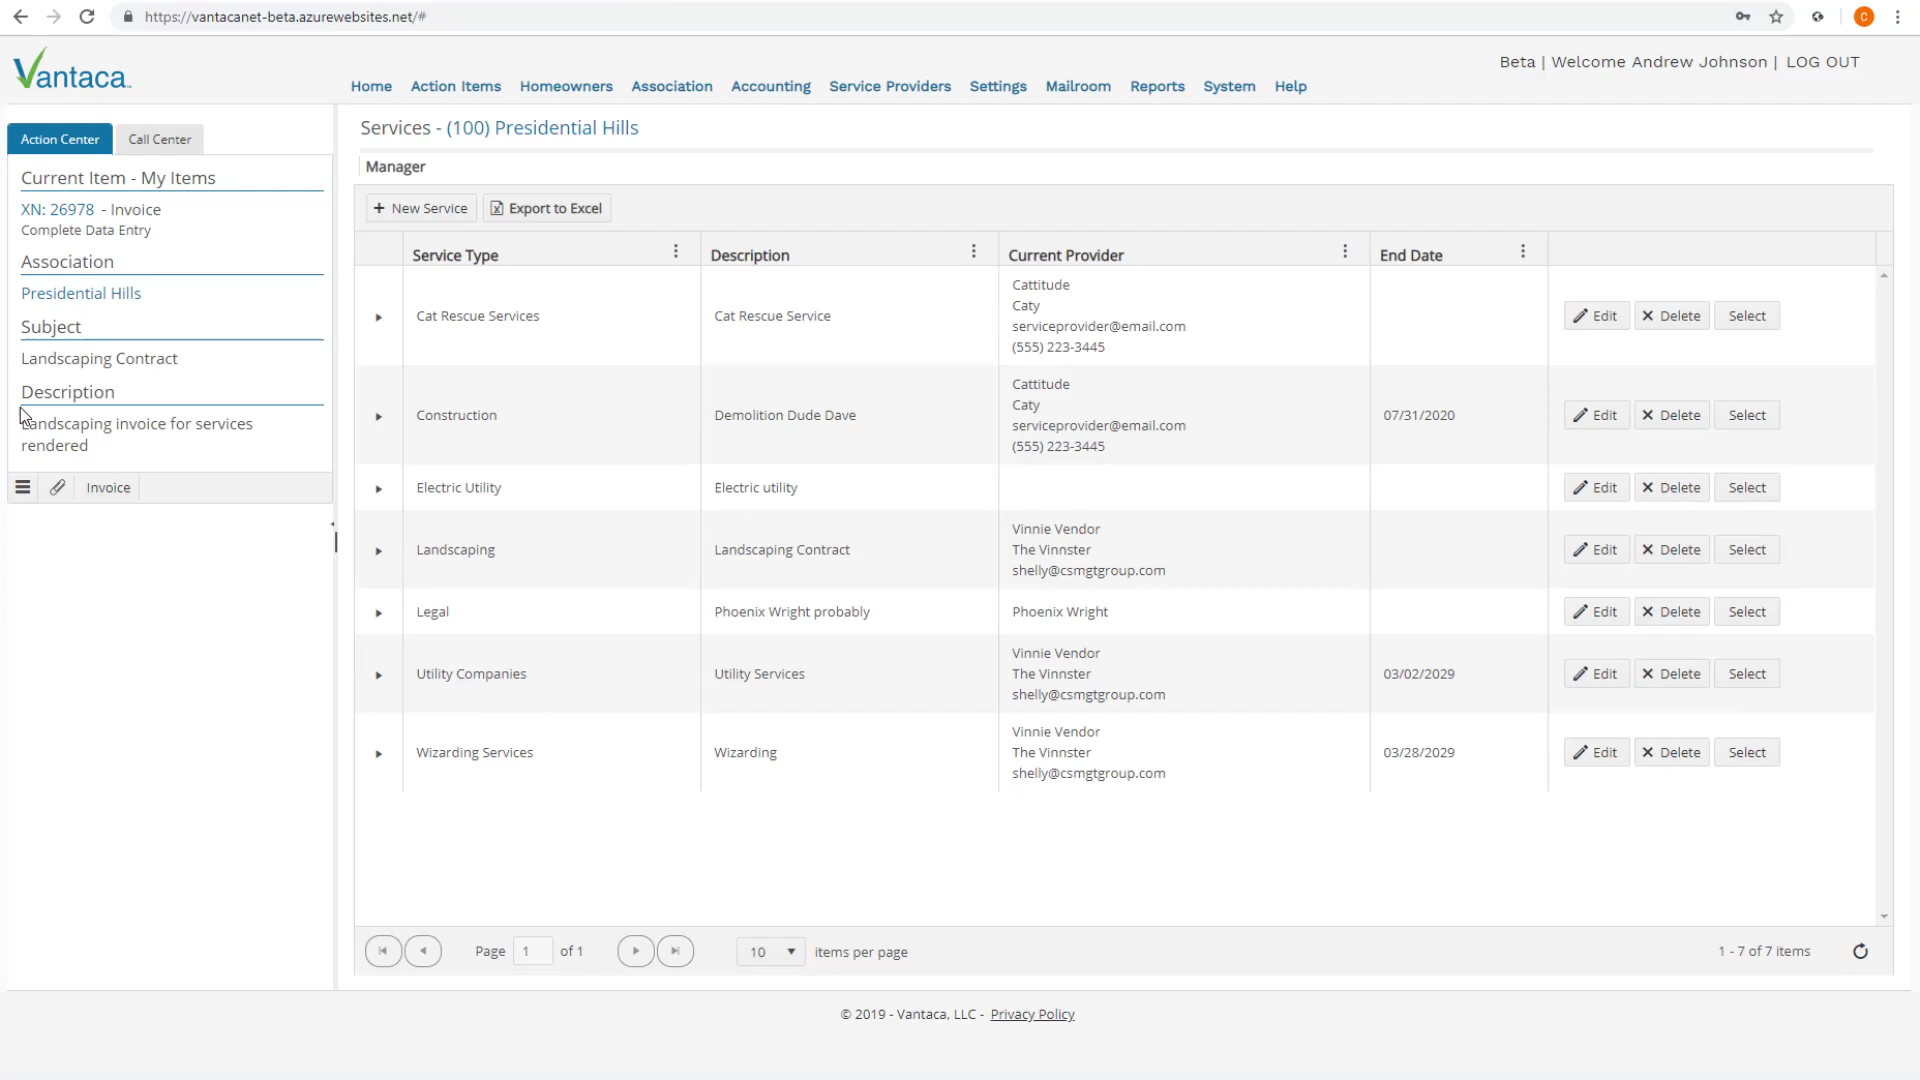 https://vantacanet-beta.azurewebsites.net/#
C
Vantaca
Beta | Welcome Andrew Johnson | LOG OUT
Home Action Items Homeowners Association Accounting Service Providers Settings Mailroom Reports System Help
Action Center Call Center
Current Item - My Items
XN: 26978 - Invoice
Complete Data Entry
Association
Presidential Hills
Subject
Landscaping Contract
Description
Landscaping invoice for services
rendered
Invoice
Services - (100) Presidential Hills
Manager
+ New Service Export to Excel
Service Type Description Current Provider End Date
Cat Rescue Services Cat Rescue Service
Cattitude
Caty
serviceprovider@email.com
(555) 223-3445
Edit Delete Select
Construction Demolition Dude Dave
Cattitude
Caty
serviceprovider@email.com
(555) 223-3445
07/31/2020 Edit Delete Select
Electric Utility Electric utility Edit Delete Select
Landscaping Landscaping Contract
Vinnie Vendor
The Vinnster
shelly@csmgtgroup.com
Edit Delete Select
Legal Phoenix Wright probably Phoenix Wright Edit Delete Select
Utility Companies Utility Services
Vinnie Vendor
The Vinnster
shelly@csmgtgroup.com
03/02/2029 Edit Delete Select
Wizarding Services Wizarding
Vinnie Vendor
The Vinnster
shelly@csmgtgroup.com
03/28/2029 Edit Delete Select
Page 1 of 1 10 items per page 1 - 7 of 7 items
© 2019 - Vantaca, LLC - Privacy Policy